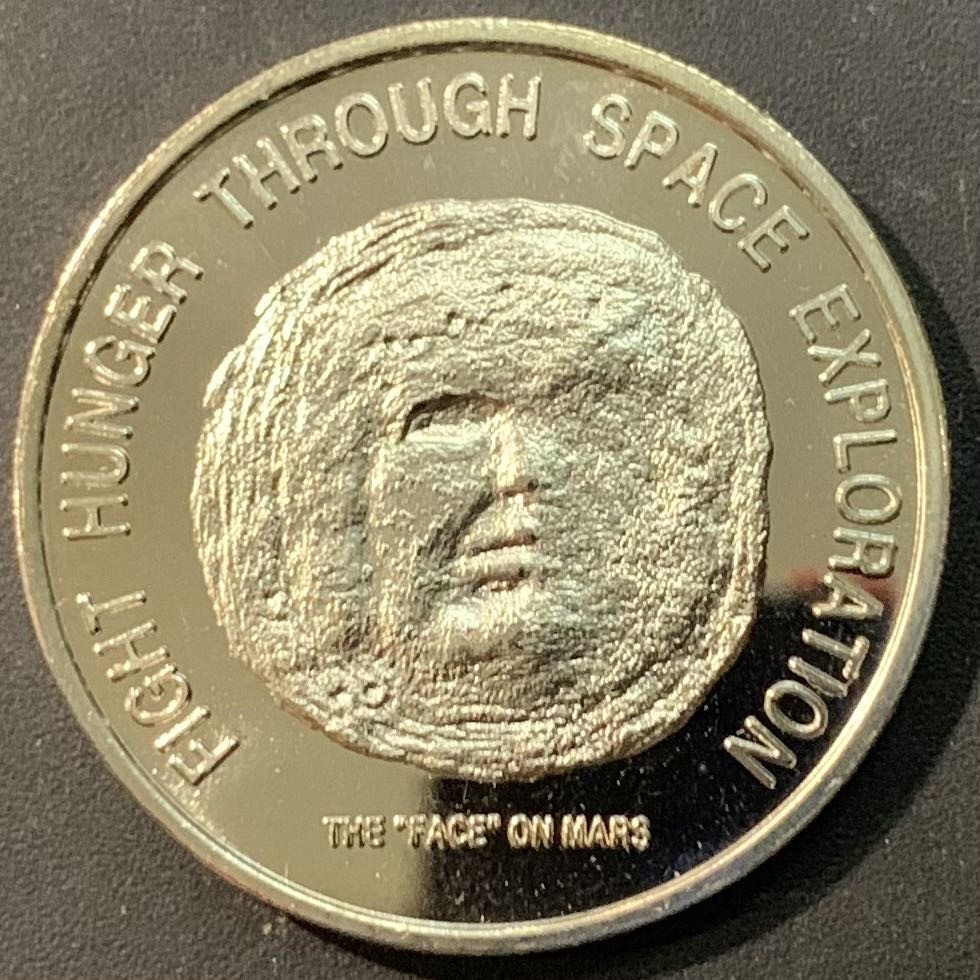 FIGHT HUNGER THROUGH SPACE EXPLORATION
THE "FACE" ON MARS